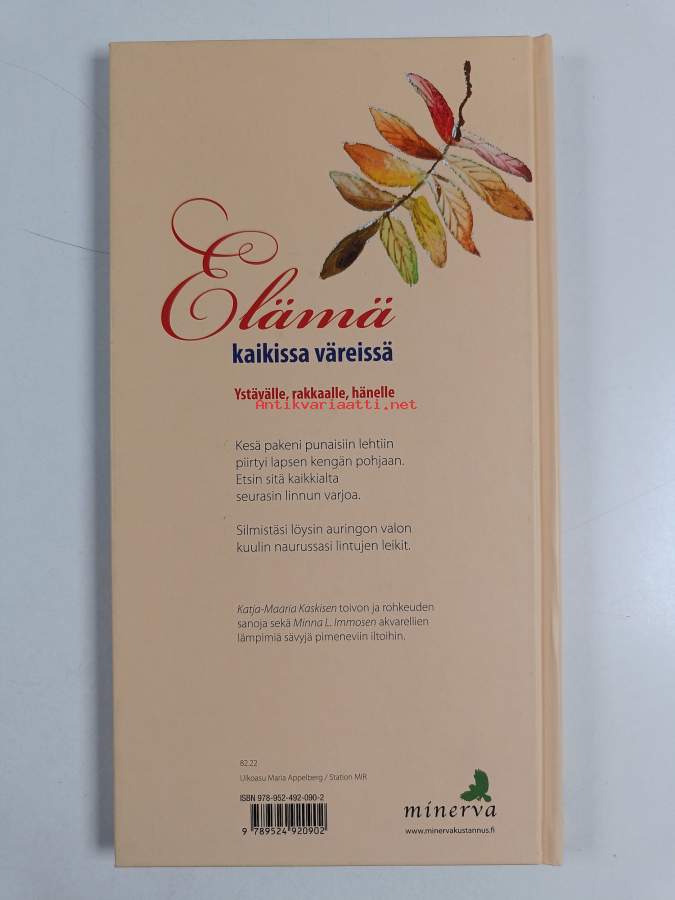 Elämä
kaikissa väreissä
Ystävälle, rakkaalle, hänelle
Antikvariaatti.net
Kesä pakeni punaisiin lehtiin
piirtyi lapsen kengän pohjaan.
Etsin sitä kaikkialta
seurasin linnun varjoa.
Silmistäsi löysin auringon valon
kuulin naurussasi lintujen leikit.
Katja-Maaria Kaskisen toivon ja rohkeuden
sanoja sekä Minna L. Immosen akvarellien
lämpimiä sävyjä pimeneviin iltoihin.
82.22
Ulkoasu Maria Appelberg / Station MIR
ISBN 978-952-492-090-2
9 789524 920902
minerva
www.minervakustannus.fi